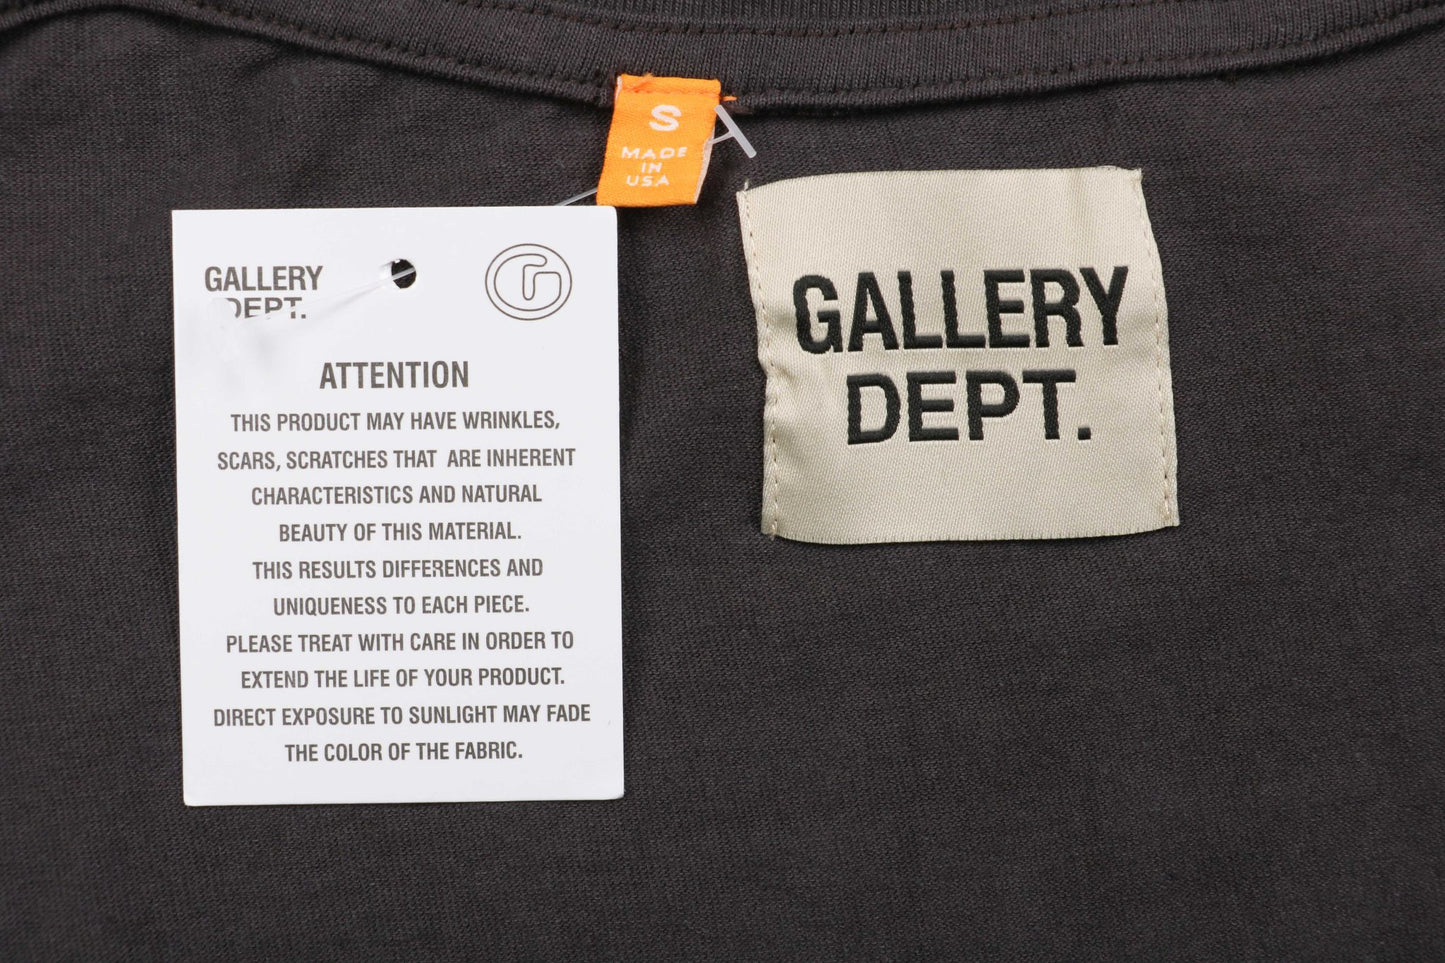 S
MADE
IN
USA
GALLERY
DEPT.
ATTENTION
THIS PRODUCT MAY HAVE WRINKLES,
SCARS, SCRATCHES THAT ARE INHERENT
CHARACTERISTICS AND NATURAL
BEAUTY OF THIS MATERIAL.
THIS RESULTS DIFFERENCES AND
UNIQUENESS TO EACH PIECE.
PLEASE TREAT WITH CARE IN ORDER TO
EXTEND THE LIFE OF YOUR PRODUCT.
DIRECT EXPOSURE TO SUNLIGHT MAY FADE
THE COLOR OF THE FABRIC.
GALLERY
DEPT.